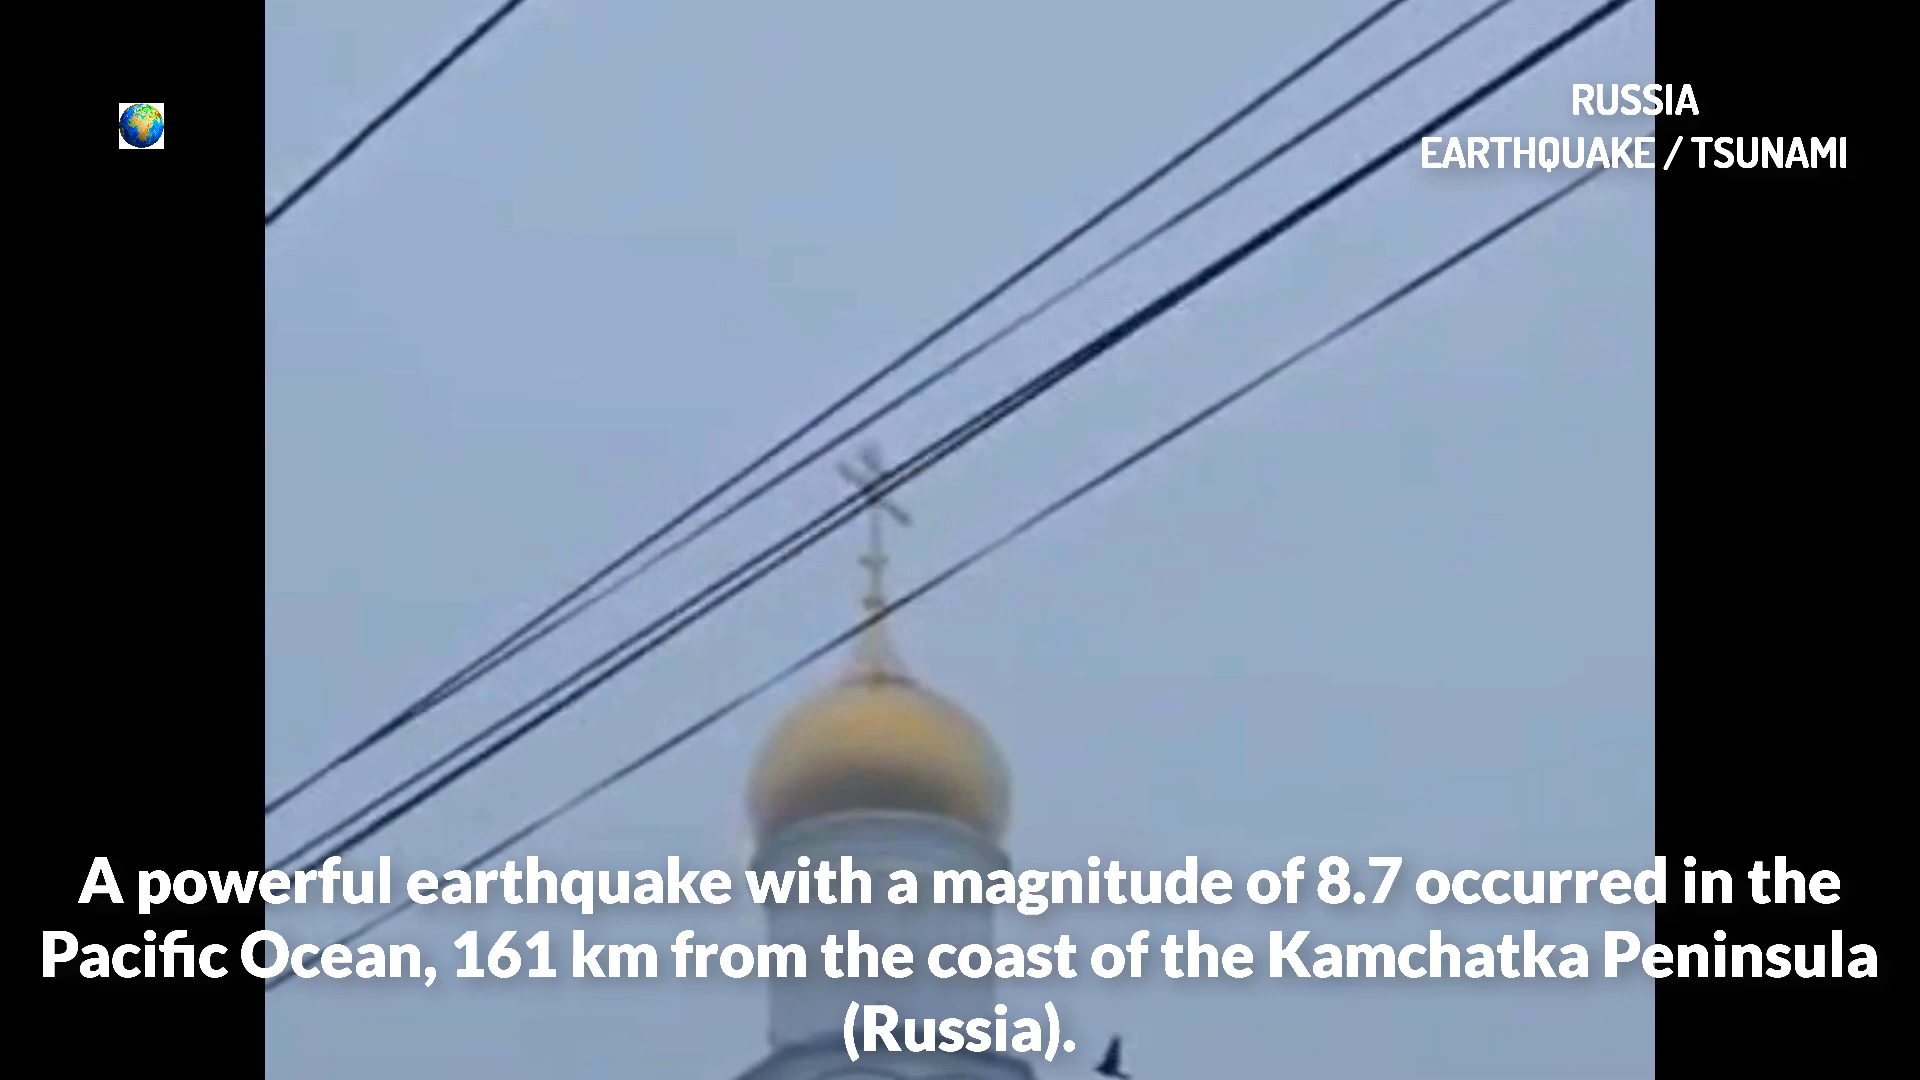 RUSSIA
EARTHQUAKE / TSUNAMI
A powerful earthquake with a magnitude of 8.7 occurred in the
Pacific Ocean, 161 km from the coast of the Kamchatka Peninsula
(Russia).